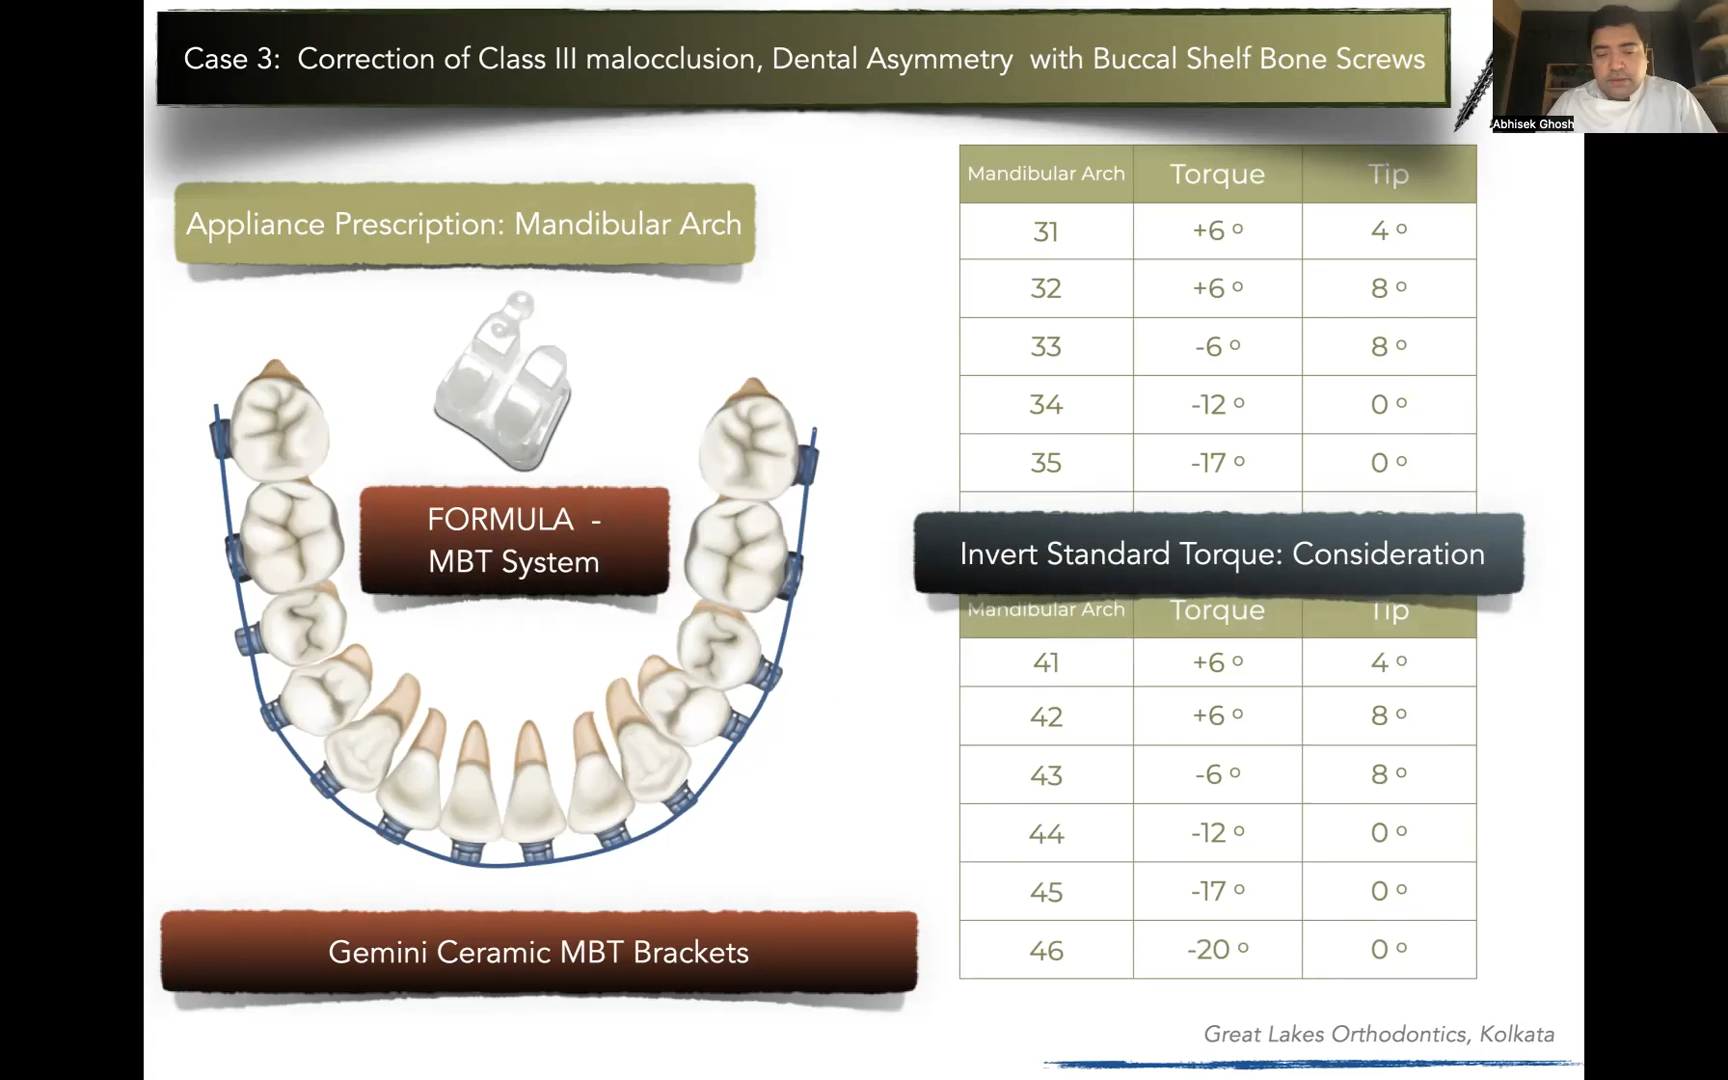 Case 3: Correction of Class III malocclusion, Dental Asymmetry with Buccal Shelf Bone Screws
Abhisek Ghosh
Appliance Prescription: Mandibular Arch
FORMULA -
MBT System
Gemini Ceramic MBT Brackets
Mandibular Arch Torque Tip
31 +6 º 4 º
32 +6 º 8 º
33 -6 º 8 º
34 -12 º 0 º
35 -17 º 0 º
Invert Standard Torque: Consideration
Mandibular Arch Torque Tip
41 +6 º 4 º
42 +6 º 8 º
43 -6 º 8 º
44 -12 º 0 º
45 -17 º 0 º
46 -20 º 0 º
Great Lakes Orthodontics, Kolkata